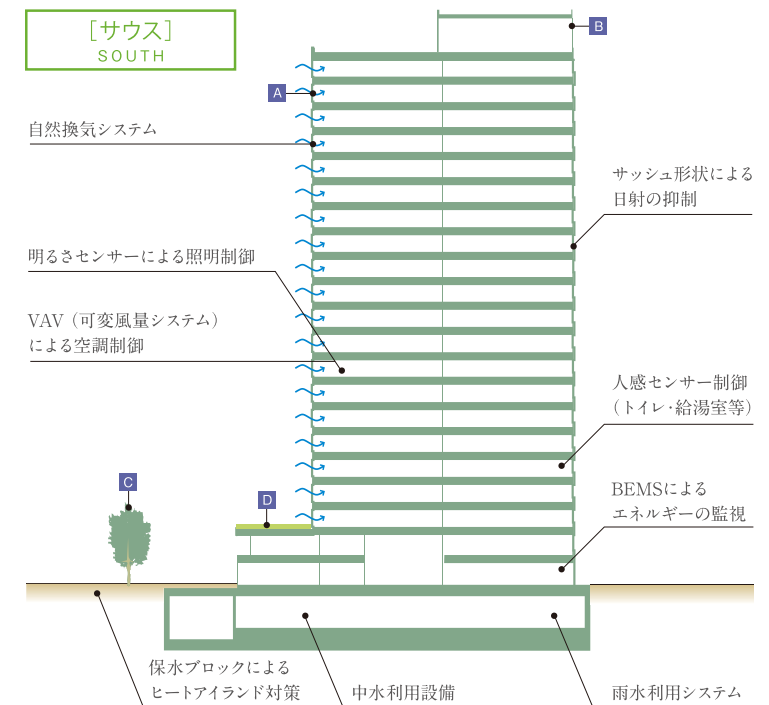 ［サウス］
SOUTH
B
A
自然換気システム
サッシュ形状による
日射の抑制
明るさセンサーによる照明制御
VAV（可変風量システム）
による空調制御
人感センサー制御
（トイレ・給湯室等）
C
D
BEMSによる
エネルギーの監視
保水ブロックによる
ヒートアイランド対策
中水利用設備
雨水利用システム